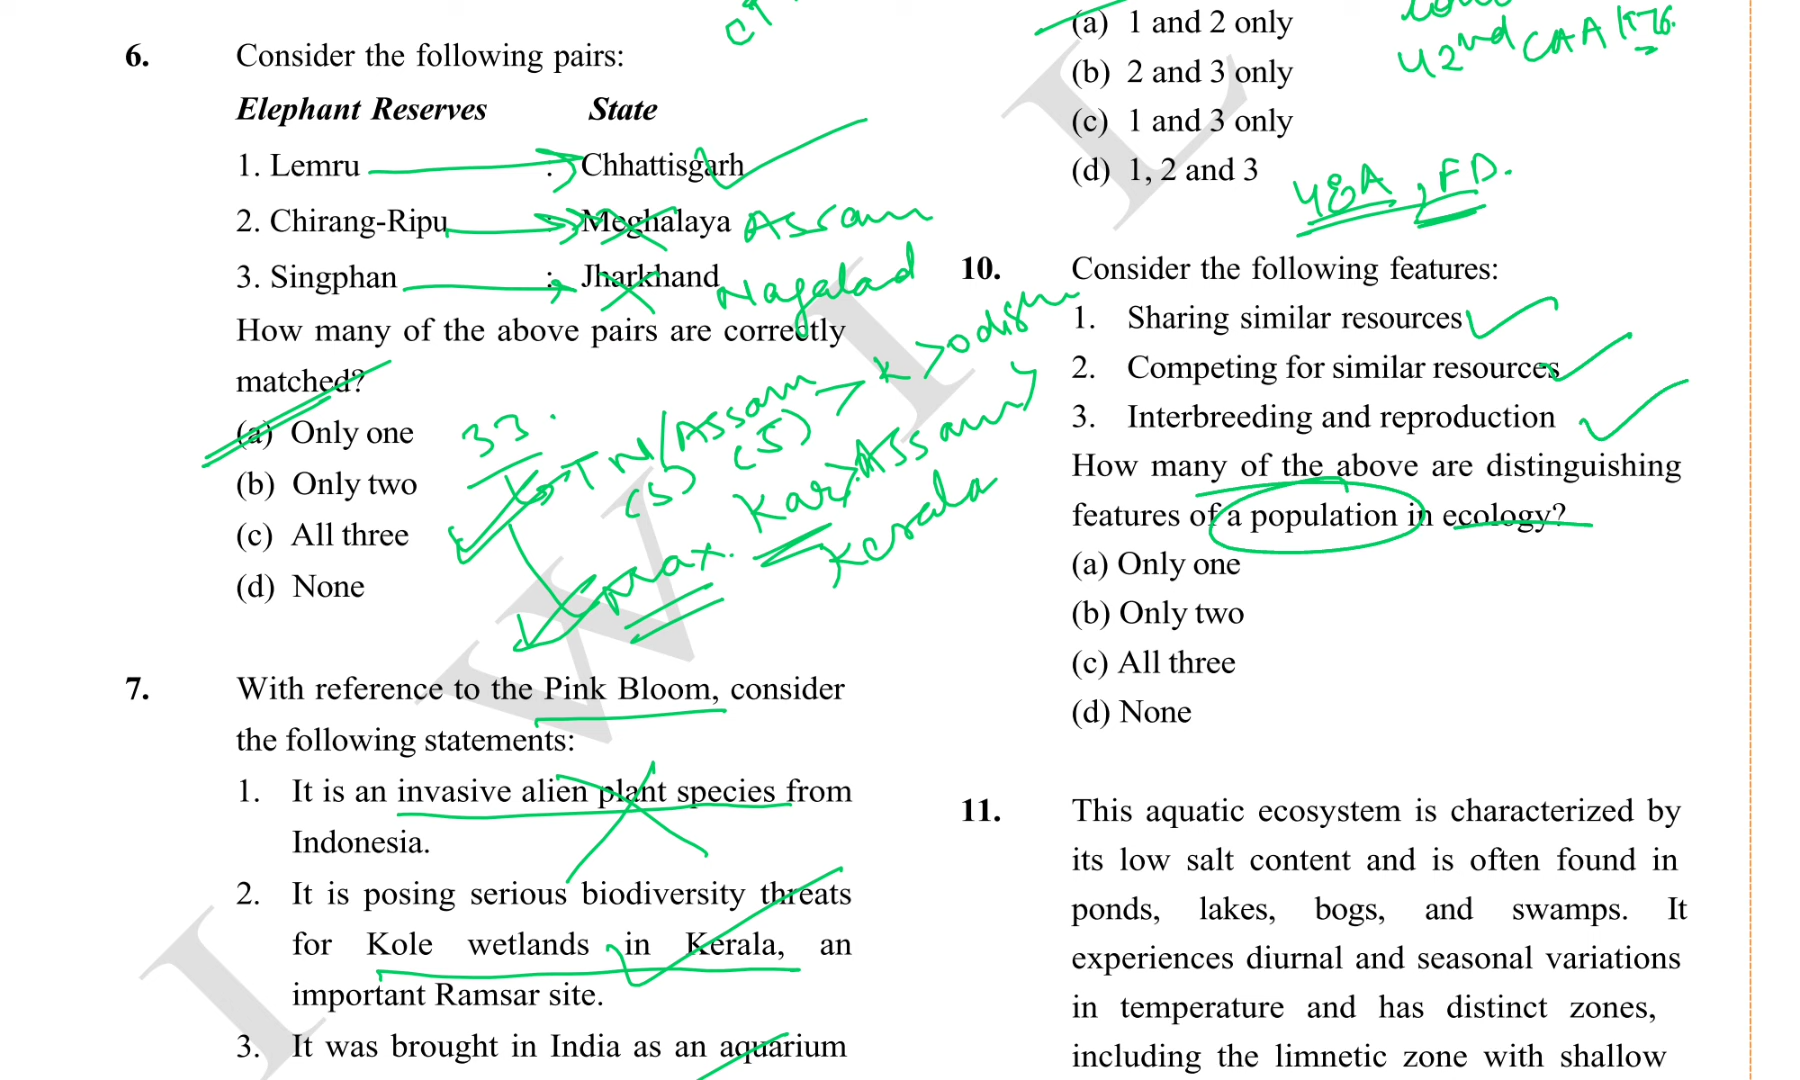 6. Consider the following pairs:
Elephant Reserves State
1. Lemru : Chhattisgarh
2. Chirang-Ripu : Meghalaya Assam
3. Singphan : Jharkhand Nagalad
How many of the above pairs are correctly
matched?
(a) Only one
(b) Only two
(c) All three
(d) None
33.
TN/Assam > K > odish
(5) (5)
max. Kar > Assam >
Kerala
7. With reference to the Pink Bloom, consider
the following statements:
1. It is an invasive alien plant species from
Indonesia.
2. It is posing serious biodiversity threats
for Kole wetlands in Kerala, an
important Ramsar site.
3. It was brought in India as an aquarium
(a) 1 and 2 only
(b) 2 and 3 only
(c) 1 and 3 only
(d) 1, 2 and 3
42nd CAA 1976.
48A, FD.
10. Consider the following features:
1. Sharing similar resources
2. Competing for similar resources
3. Interbreeding and reproduction
How many of the above are distinguishing
features of a population in ecology?
(a) Only one
(b) Only two
(c) All three
(d) None
11. This aquatic ecosystem is characterized by
its low salt content and is often found in
ponds, lakes, bogs, and swamps. It
experiences diurnal and seasonal variations
in temperature and has distinct zones,
including the limnetic zone with shallow